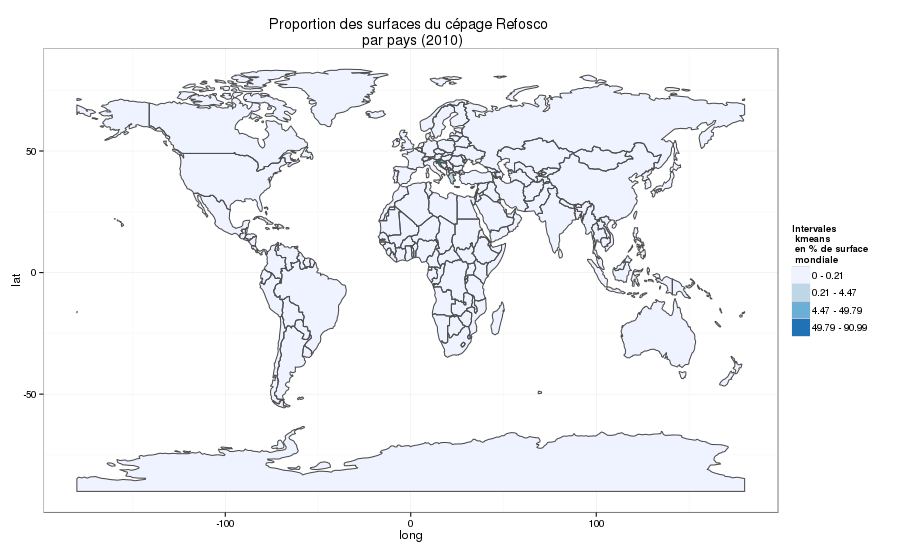 Proportion des surfaces du cépage Refosco
par pays (2010)
50
0
-50
lat
-100
0
100
long
Intervales
kmeans
en % de surface
mondiale
0 - 0.21
0.21 - 4.47
4.47 - 49.79
49.79 - 90.99